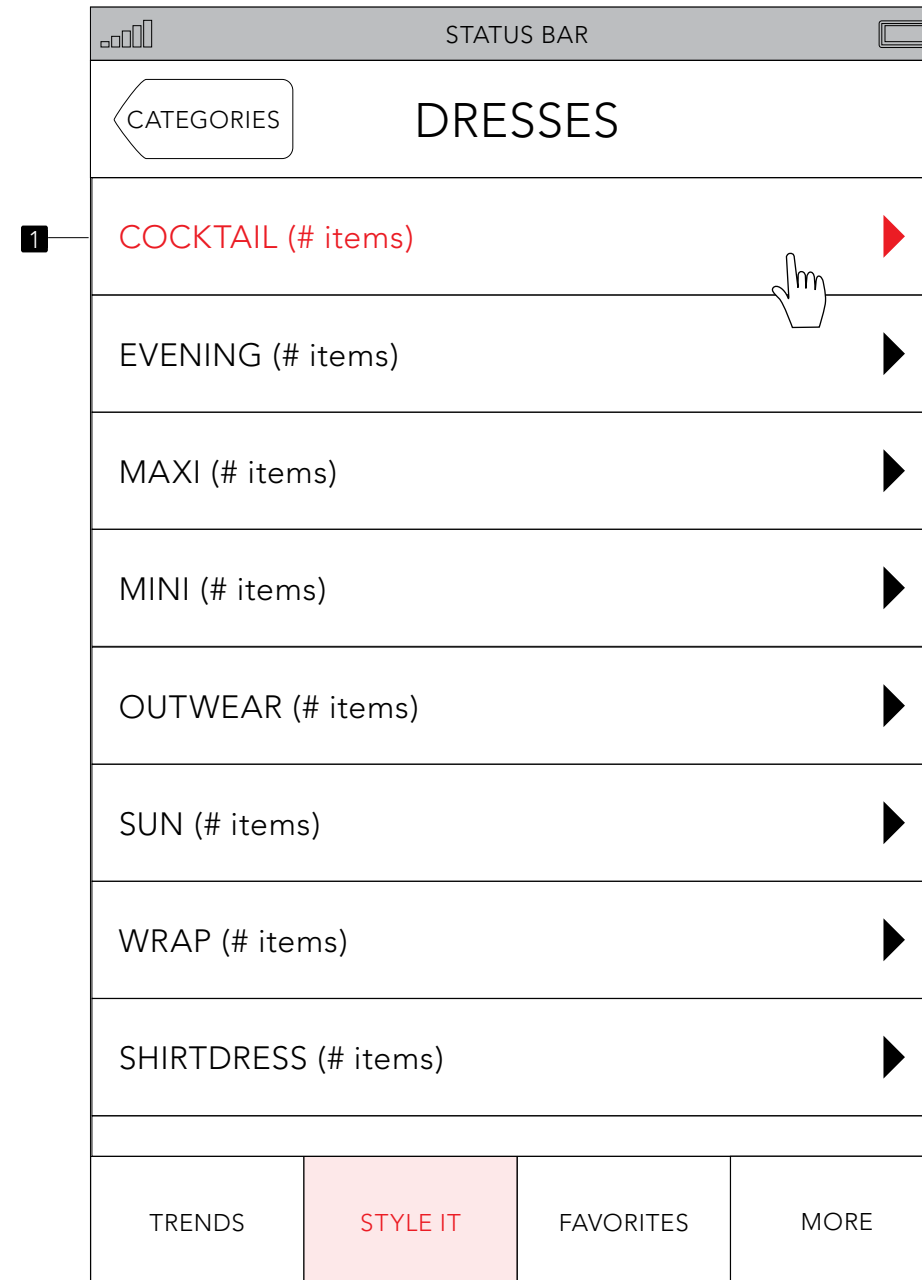 STATUS BAR
CATEGORIES
DRESSES
1
COCKTAIL (# items)
EVENING (# items)
MAXI (# items)
MINI (# items)
OUTWEAR (# items)
SUN (# items)
WRAP (# items)
SHIRTDRESS (# items)
TRENDS
STYLE IT
FAVORITES
MORE